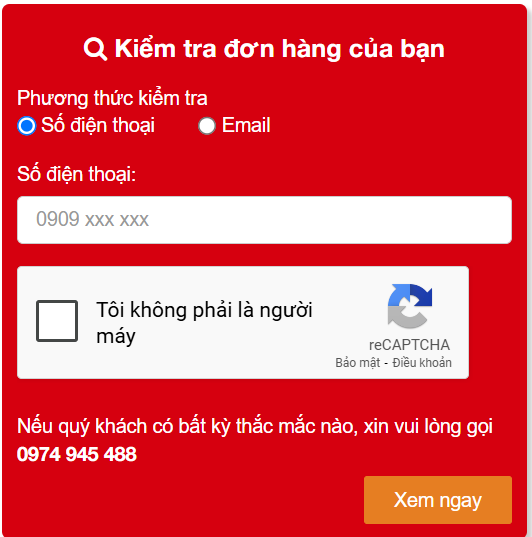 Kiểm tra đơn hàng của bạn
Phương thức kiểm tra
Số điện thoại Email
Số điện thoại:
0909 xxx xxx
Tôi không phải là người
máy
reCAPTCHA
Bảo mật - Điều khoản
Nếu quý khách có bất kỳ thắc mắc nào, xin vui lòng gọi
0974 945 488
Xem ngay